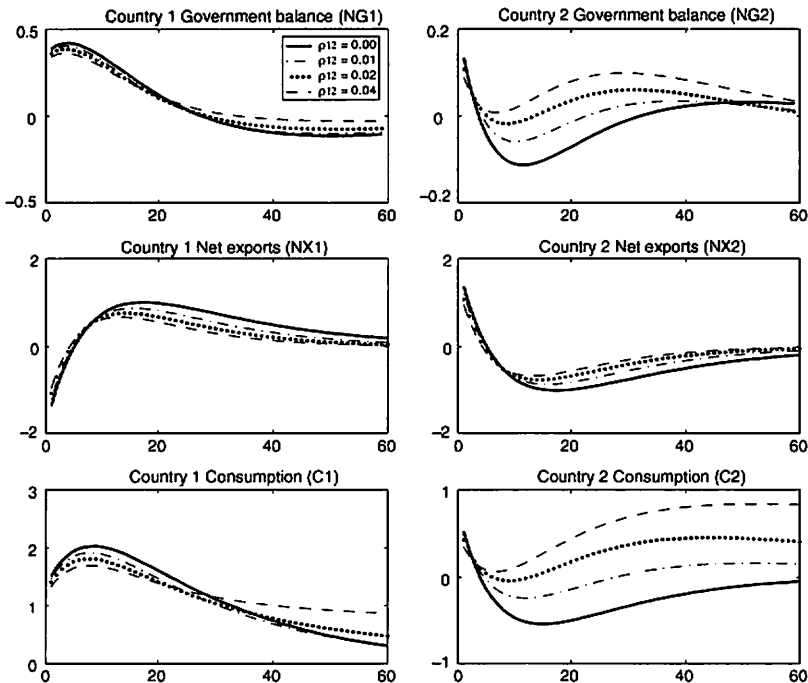 Country 1 Government balance (NG1)
0.5
0
−0.5
0 20 40 60
ρ12 = 0.00
ρ12 = 0.01
ρ12 = 0.02
ρ12 = 0.04
Country 2 Government balance (NG2)
0.2
0
−0.2
0 20 40 60
Country 1 Net exports (NX1)
2
0
−2
0 20 40 60
Country 2 Net exports (NX2)
2
0
−2
0 20 40 60
Country 1 Consumption (C1)
3
2
1
0
0 20 40 60
Country 2 Consumption (C2)
1
0
−1
0 20 40 60